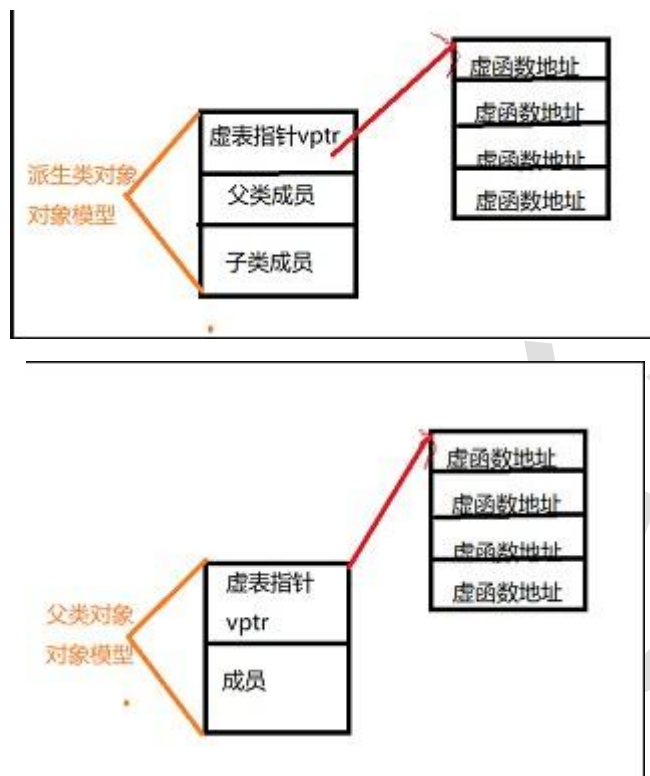 虚函数地址
虚函数地址
虚函数地址
虚函数地址
虚表指针vptr
父类成员
子类成员
派生类对象
对象模型
虚函数地址
虚函数地址
虚函数地址
虚函数地址
虚表指针
vptr
成员
父类对象
对象模型